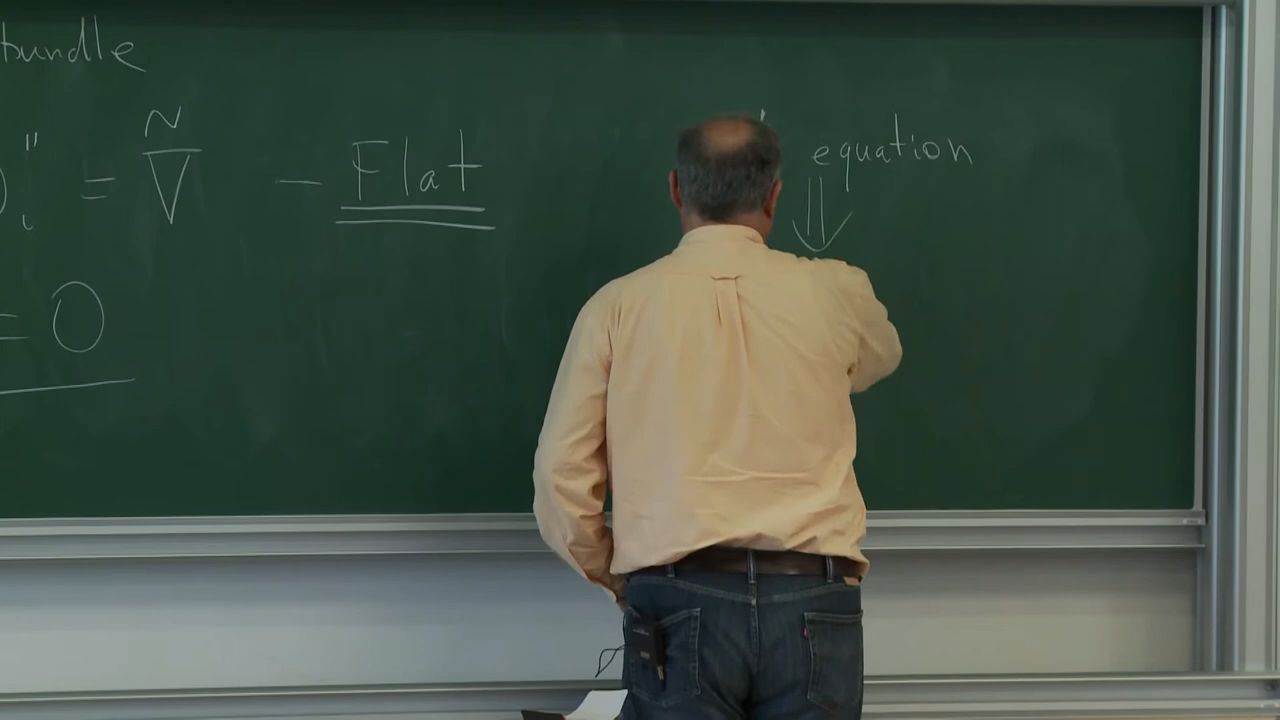 bundle
" = ∇̃ - Flat
equation
⇓
= 0